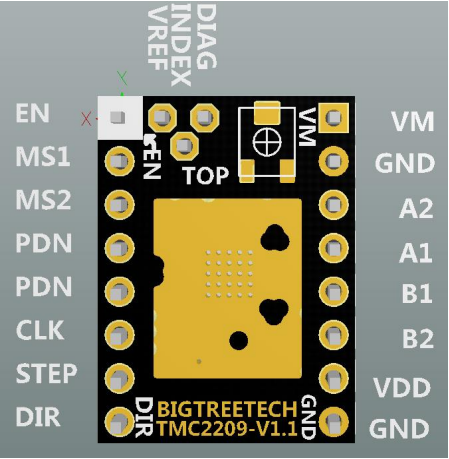 DIAG
INDEX
VREF
EN
MS1
MS2
PDN
PDN
CLK
STEP
DIR
EN
TOP
VM
VM
GND
A2
A1
B1
B2
VDD
GND
DIR
BIGTREETECH
TMC2209-V1.1
GND
X
Y